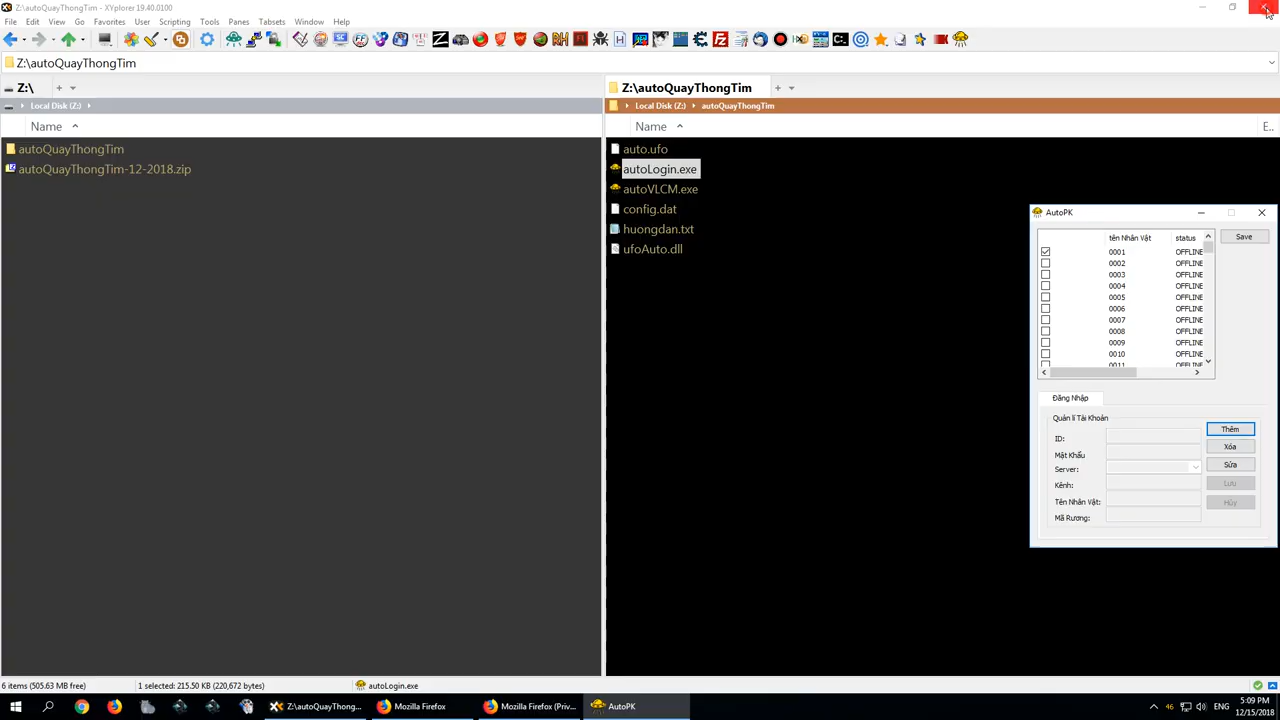 Z:\autoQuayThongTim - XYplorer 19.40.0100
File Edit View Go Favorites User Scripting Tools Panes Tabsets Window Help
Z:\autoQuayThongTim
Z:\
Z:\autoQuayThongTim
Local Disk (Z:)
Local Disk (Z:) autoQuayThongTim
Name
Name E..
autoQuayThongTim
autoQuayThongTim-12-2018.zip
auto.ufo
autoLogin.exe
autoVLCM.exe
config.dat
huongdan.txt
ufoAuto.dll
AutoPK
tên Nhân Vật status
Save
0001 OFFLINE
0002 OFFLINE
0003 OFFLINE
0004 OFFLINE
0005 OFFLINE
0006 OFFLINE
0007 OFFLINE
0008 OFFLINE
0009 OFFLINE
0010 OFFLINE
0011 OFFLINE
Đăng Nhập
Quản lí Tài Khoản
ID:
Mật Khẩu
Server:
Kênh:
Tên Nhân Vật:
Mã Rương:
Thêm
Xóa
Sửa
Lưu
Hủy
6 items (505.63 MB free) 1 selected: 215.50 KB (220,672 bytes) autoLogin.exe
Z:\autoQuayThong... Mozilla Firefox Mozilla Firefox (Priv... AutoPK
46 ENG 5:09 PM
12/15/2018